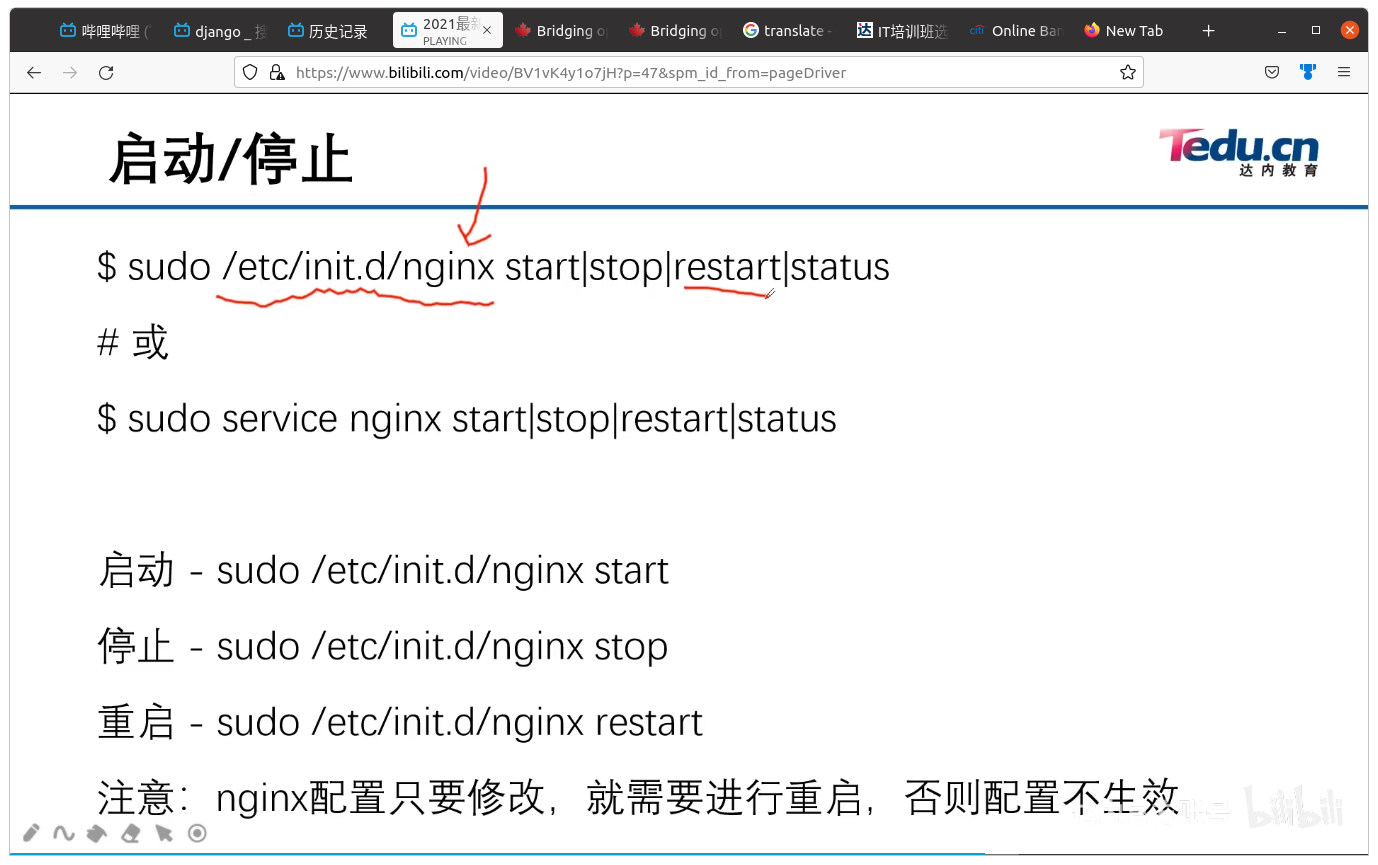 哔哩哔哩 (
django _ 搜
历史记录
2021最新
PLAYING
Bridging o
Bridging o
translate -
IT培训班选
Online Ban
New Tab
https://www.bilibili.com/video/BV1vK4y1o7jH?p=47&spm_id_from=pageDriver
启动/停止
Tedu.cn
达内教育
$ sudo /etc/init.d/nginx start|stop|restart|status
# 或
$ sudo service nginx start|stop|restart|status
启动 - sudo /etc/init.d/nginx start
停止 - sudo /etc/init.d/nginx stop
重启 - sudo /etc/init.d/nginx restart
注意：nginx配置只要修改，就需要进行重启，否则配置不生效
bilibili